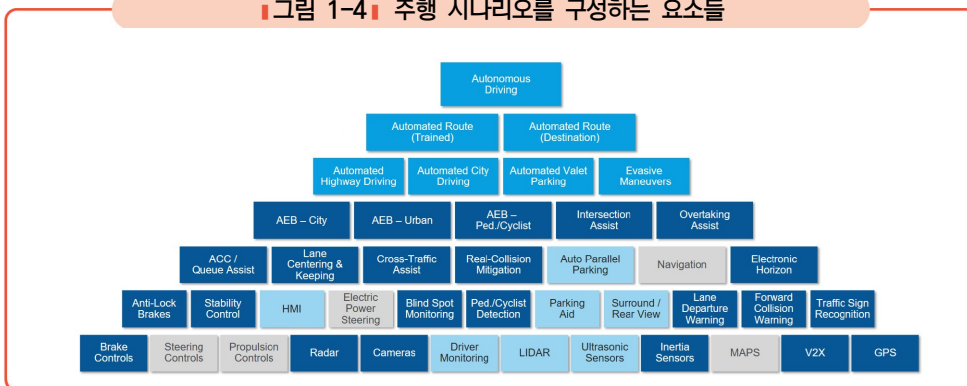 ▮그림 1-4▮ 주행 시나리오를 구성하는 요소들
Autonomous
Driving
Automated Route
(Trained)
Automated Route
(Destination)
Automated
Highway Driving
Automated City
Driving
Automated Valet
Parking
Evasive
Maneuvers
AEB – City
AEB – Urban
AEB –
Ped./Cyclist
Intersection
Assist
Overtaking
Assist
ACC /
Queue Assist
Lane
Centering &
Keeping
Cross-Traffic
Assist
Real-Collision
Mitigation
Auto Parallel
Parking
Navigation
Electronic
Horizon
Anti-Lock
Brakes
Stability
Control
HMI
Electric
Power
Steering
Blind Spot
Monitoring
Ped./Cyclist
Detection
Parking
Aid
Surround /
Rear View
Lane
Departure
Warning
Forward
Collision
Warning
Traffic Sign
Recognition
Brake
Controls
Steering
Controls
Propulsion
Controls
Radar
Cameras
Driver
Monitoring
LIDAR
Ultrasonic
Sensors
Inertia
Sensors
MAPS
V2X
GPS